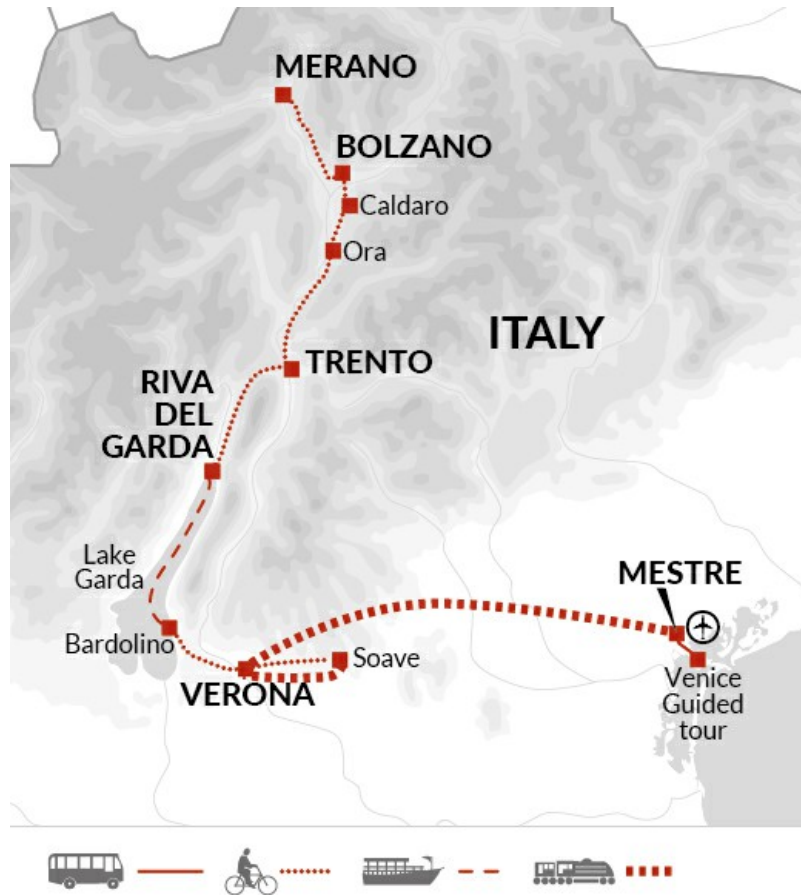 MERANO
BOLZANO
Caldaro
Ora
ITALY
TRENTO
RIVA
DEL
GARDA
Lake
Garda
Bardolino
VERONA
Soave
MESTRE
Venice
Guided
tour